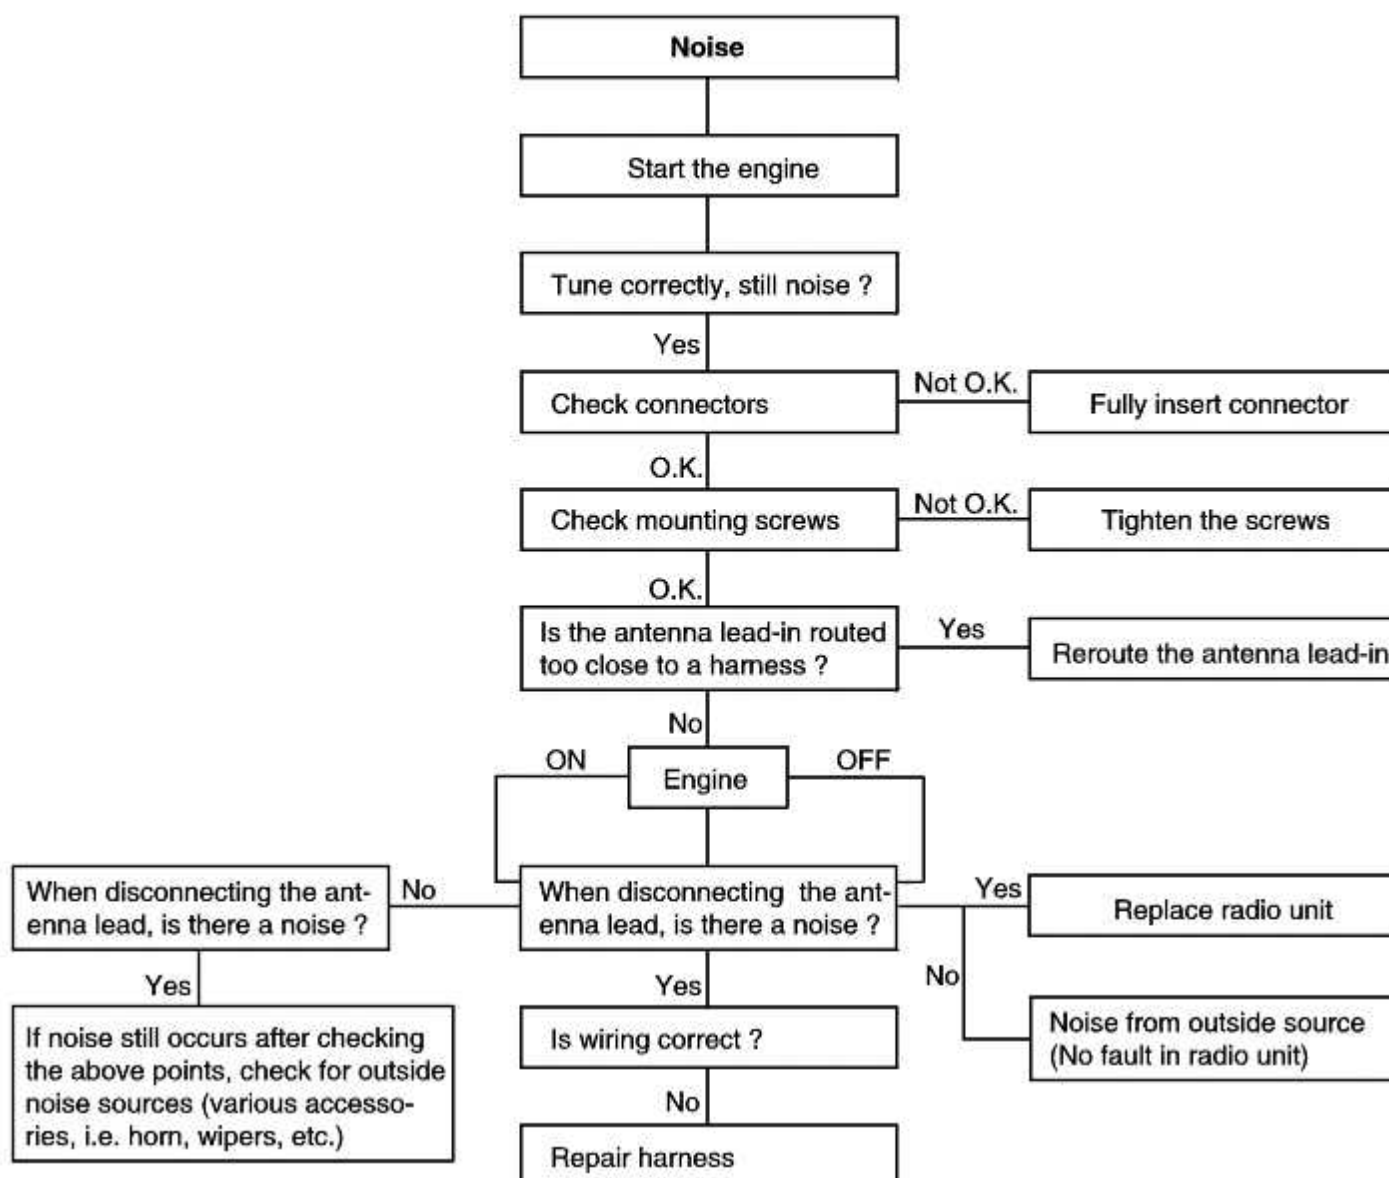 Noise
Start the engine
Tune correctly, still noise ?
Yes
Check connectors
Not O.K.
Fully insert connector
O.K.
Check mounting screws
Not O.K.
Tighten the screws
O.K.
Is the antenna lead-in routed
too close to a harness ?
Yes
Reroute the antenna lead-in
No
ON
Engine
OFF
When disconnecting the ant-
enna lead, is there a noise ?
No
When disconnecting the ant-
enna lead, is there a noise ?
Yes
Replace radio unit
Yes
If noise still occurs after checking
the above points, check for outside
noise sources (various accesso-
ries, i.e. horn, wipers, etc.)
Yes
Is wiring correct ?
No
Noise from outside source
(No fault in radio unit)
No
Repair harness